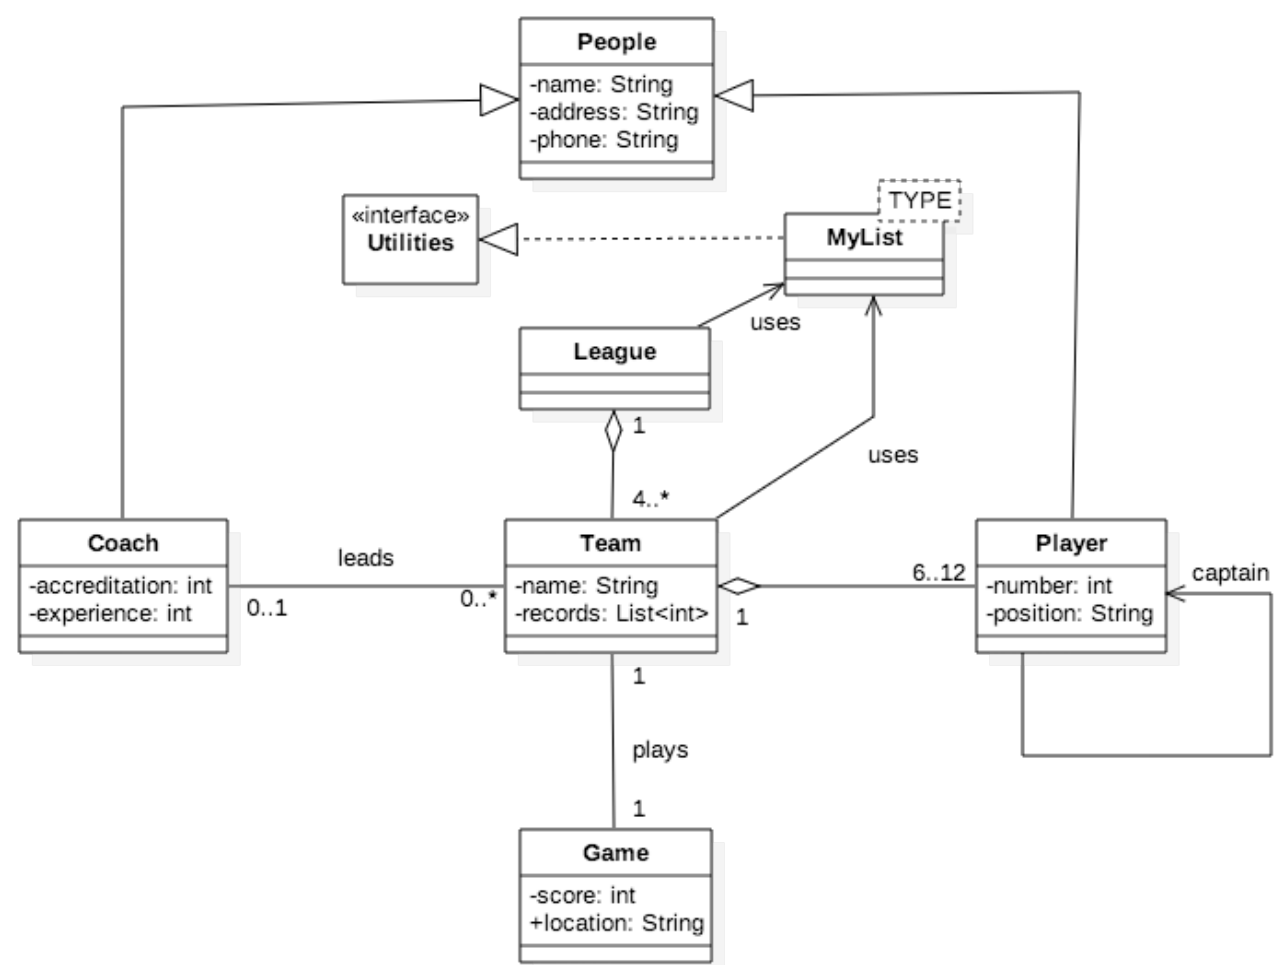 People
-name: String
-address: String
-phone: String
TYPE
«interface»
Utilities
MyList
uses
League
1
uses
4..*
Coach
-accreditation: int
-experience: int
leads
0..1
0..*
Team
-name: String
-records: List<int>
1
6..12
Player
-number: int
-position: String
captain
1
plays
1
Game
-score: int
+location: String